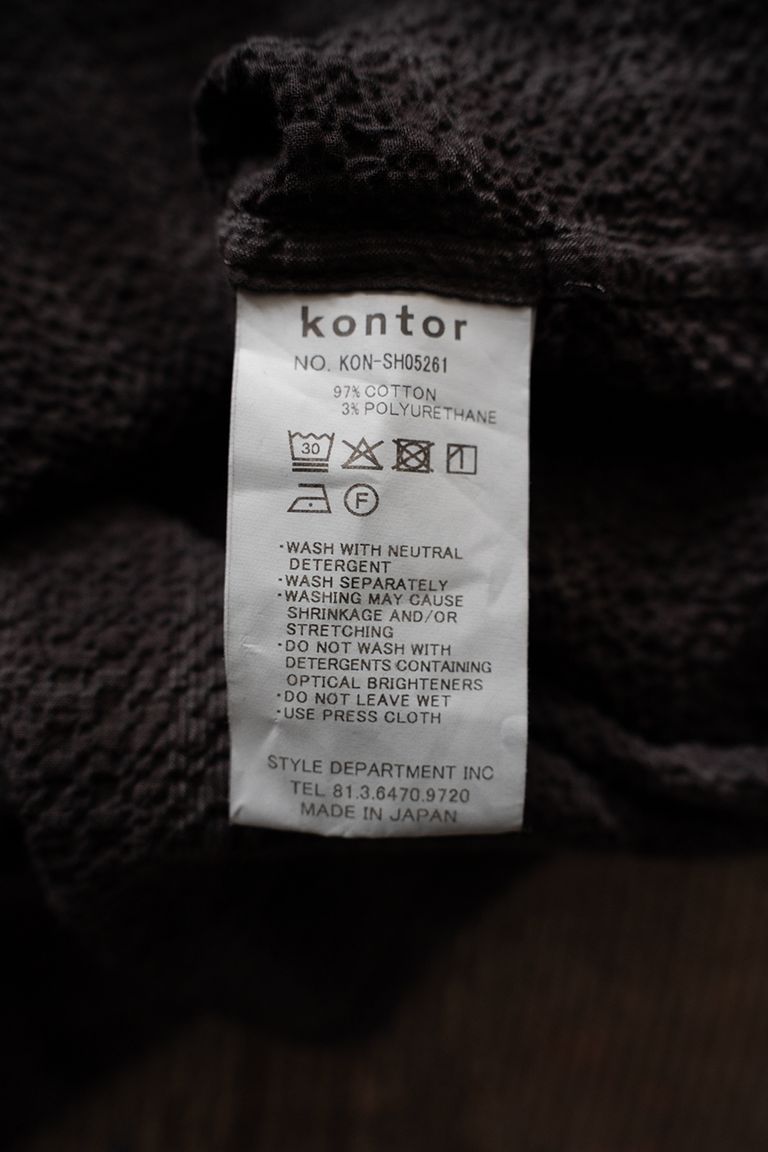 kontor
NO. KON-SH05261
97% COTTON
3% POLYURETHANE
30
F
·WASH WITH NEUTRAL
DETERGENT
·WASH SEPARATELY
·WASHING MAY CAUSE
SHRINKAGE AND/OR
STRETCHING
·DO NOT WASH WITH
DETERGENTS CONTAINING
OPTICAL BRIGHTENERS
·DO NOT LEAVE WET
·USE PRESS CLOTH
STYLE DEPARTMENT INC
TEL 81.3.6470.9720
MADE IN JAPAN